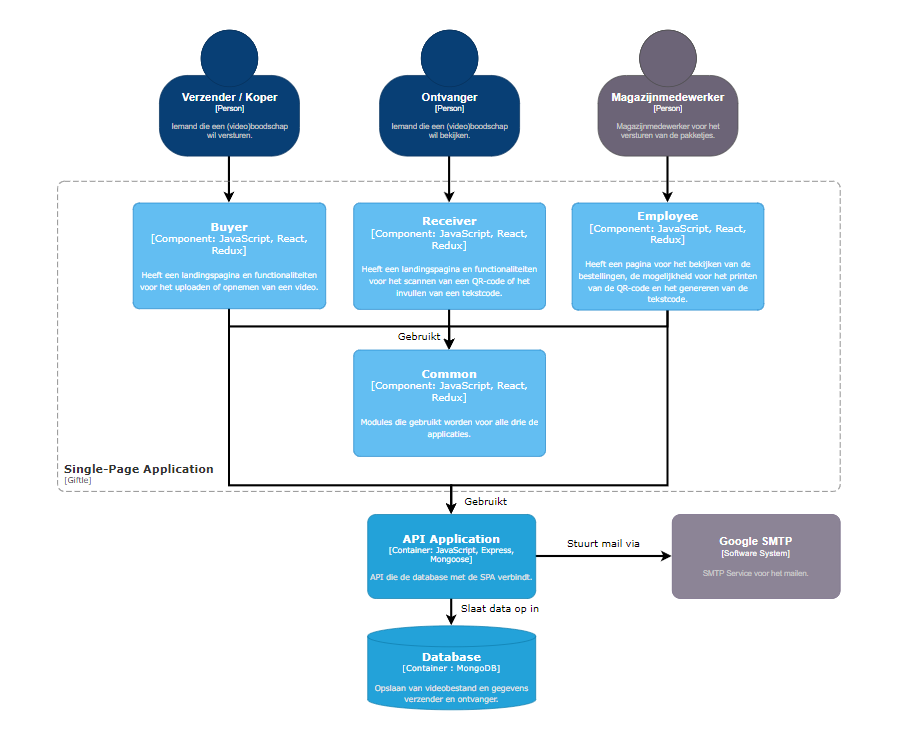 Verzender / Koper
[Person]
Iemand die een (video)boodschap
wil versturen.
Ontvanger
[Person]
Iemand die een (video)boodschap
wil bekijken.
Magazijnmedewerker
[Person]
Magazijnmedewerker voor het
versturen van de pakketjes.
Buyer
[Component: JavaScript, React,
Redux]
Heeft een landingspagina en functionaliteiten
voor het uploaden of opnemen van een video.
Receiver
[Component: JavaScript, React,
Redux]
Heeft een landingspagina en functionaliteiten
voor het scannen van een QR-code of het
invullen van een tekstcode.
Employee
[Component: JavaScript, React,
Redux]
Heeft een pagina voor het bekijken van de
bestellingen, de mogelijkheid voor het printen
van de QR-code en het genereren van de
tekstcode.
Gebruikt
Common
[Component: JavaScript, React,
Redux]
Modules die gebruikt worden voor alle drie de
applicaties.
Single-Page Application
[Giftle]
Gebruikt
API Application
[Container: JavaScript, Express,
Mongoose]
API die de database met de SPA verbindt.
Stuurt mail via
Google SMTP
[Software System]
SMTP Service voor het mailen.
Slaat data op in
Database
[Container : MongoDB]
Opslaan van videobestand en gegevens
verzender en ontvanger.